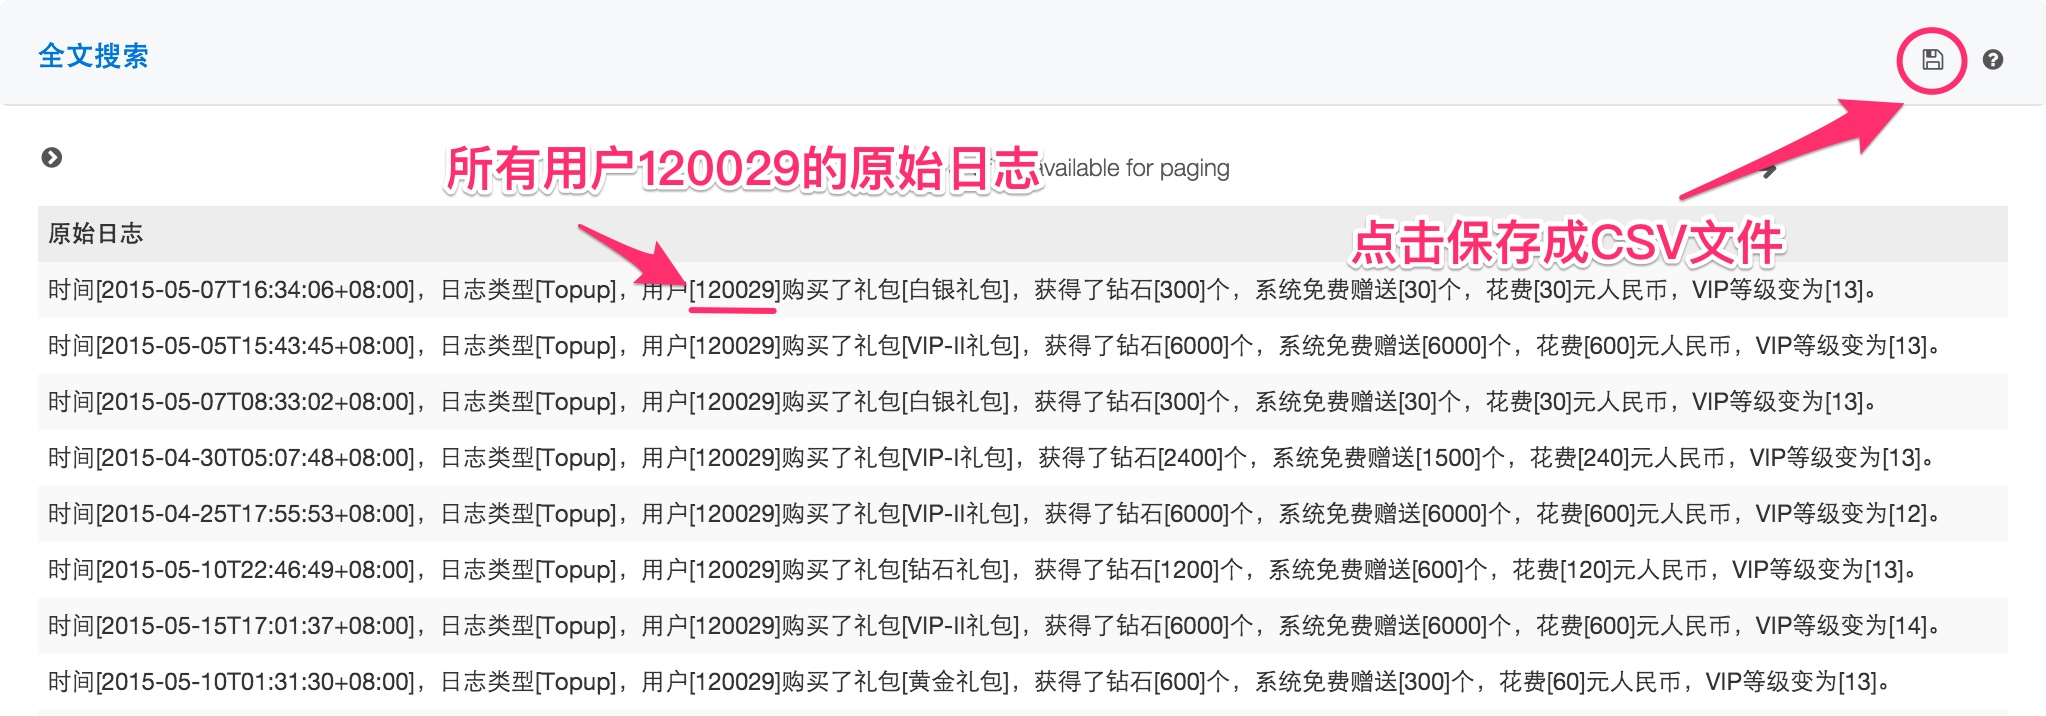 全文搜索
所有用户120029的原始日志
available for paging
点击保存成CSV文件
原始日志
时间[2015-05-07T16:34:06+08:00]，日志类型[Topup]，用户[120029]购买了礼包[白银礼包]，获得了钻石[300]个，系统免费赠送[30]个，花费[30]元人民币，VIP等级变为[13]。
时间[2015-05-05T15:43:45+08:00]，日志类型[Topup]，用户[120029]购买了礼包[VIP-II礼包]，获得了钻石[6000]个，系统免费赠送[6000]个，花费[600]元人民币，VIP等级变为[13]。
时间[2015-05-07T08:33:02+08:00]，日志类型[Topup]，用户[120029]购买了礼包[白银礼包]，获得了钻石[300]个，系统免费赠送[30]个，花费[30]元人民币，VIP等级变为[13]。
时间[2015-04-30T05:07:48+08:00]，日志类型[Topup]，用户[120029]购买了礼包[VIP-I礼包]，获得了钻石[2400]个，系统免费赠送[1500]个，花费[240]元人民币，VIP等级变为[13]。
时间[2015-04-25T17:55:53+08:00]，日志类型[Topup]，用户[120029]购买了礼包[VIP-II礼包]，获得了钻石[6000]个，系统免费赠送[6000]个，花费[600]元人民币，VIP等级变为[12]。
时间[2015-05-10T22:46:49+08:00]，日志类型[Topup]，用户[120029]购买了礼包[钻石礼包]，获得了钻石[1200]个，系统免费赠送[600]个，花费[120]元人民币，VIP等级变为[13]。
时间[2015-05-15T17:01:37+08:00]，日志类型[Topup]，用户[120029]购买了礼包[VIP-II礼包]，获得了钻石[6000]个，系统免费赠送[6000]个，花费[600]元人民币，VIP等级变为[14]。
时间[2015-05-10T01:31:30+08:00]，日志类型[Topup]，用户[120029]购买了礼包[黄金礼包]，获得了钻石[600]个，系统免费赠送[300]个，花费[60]元人民币，VIP等级变为[13]。